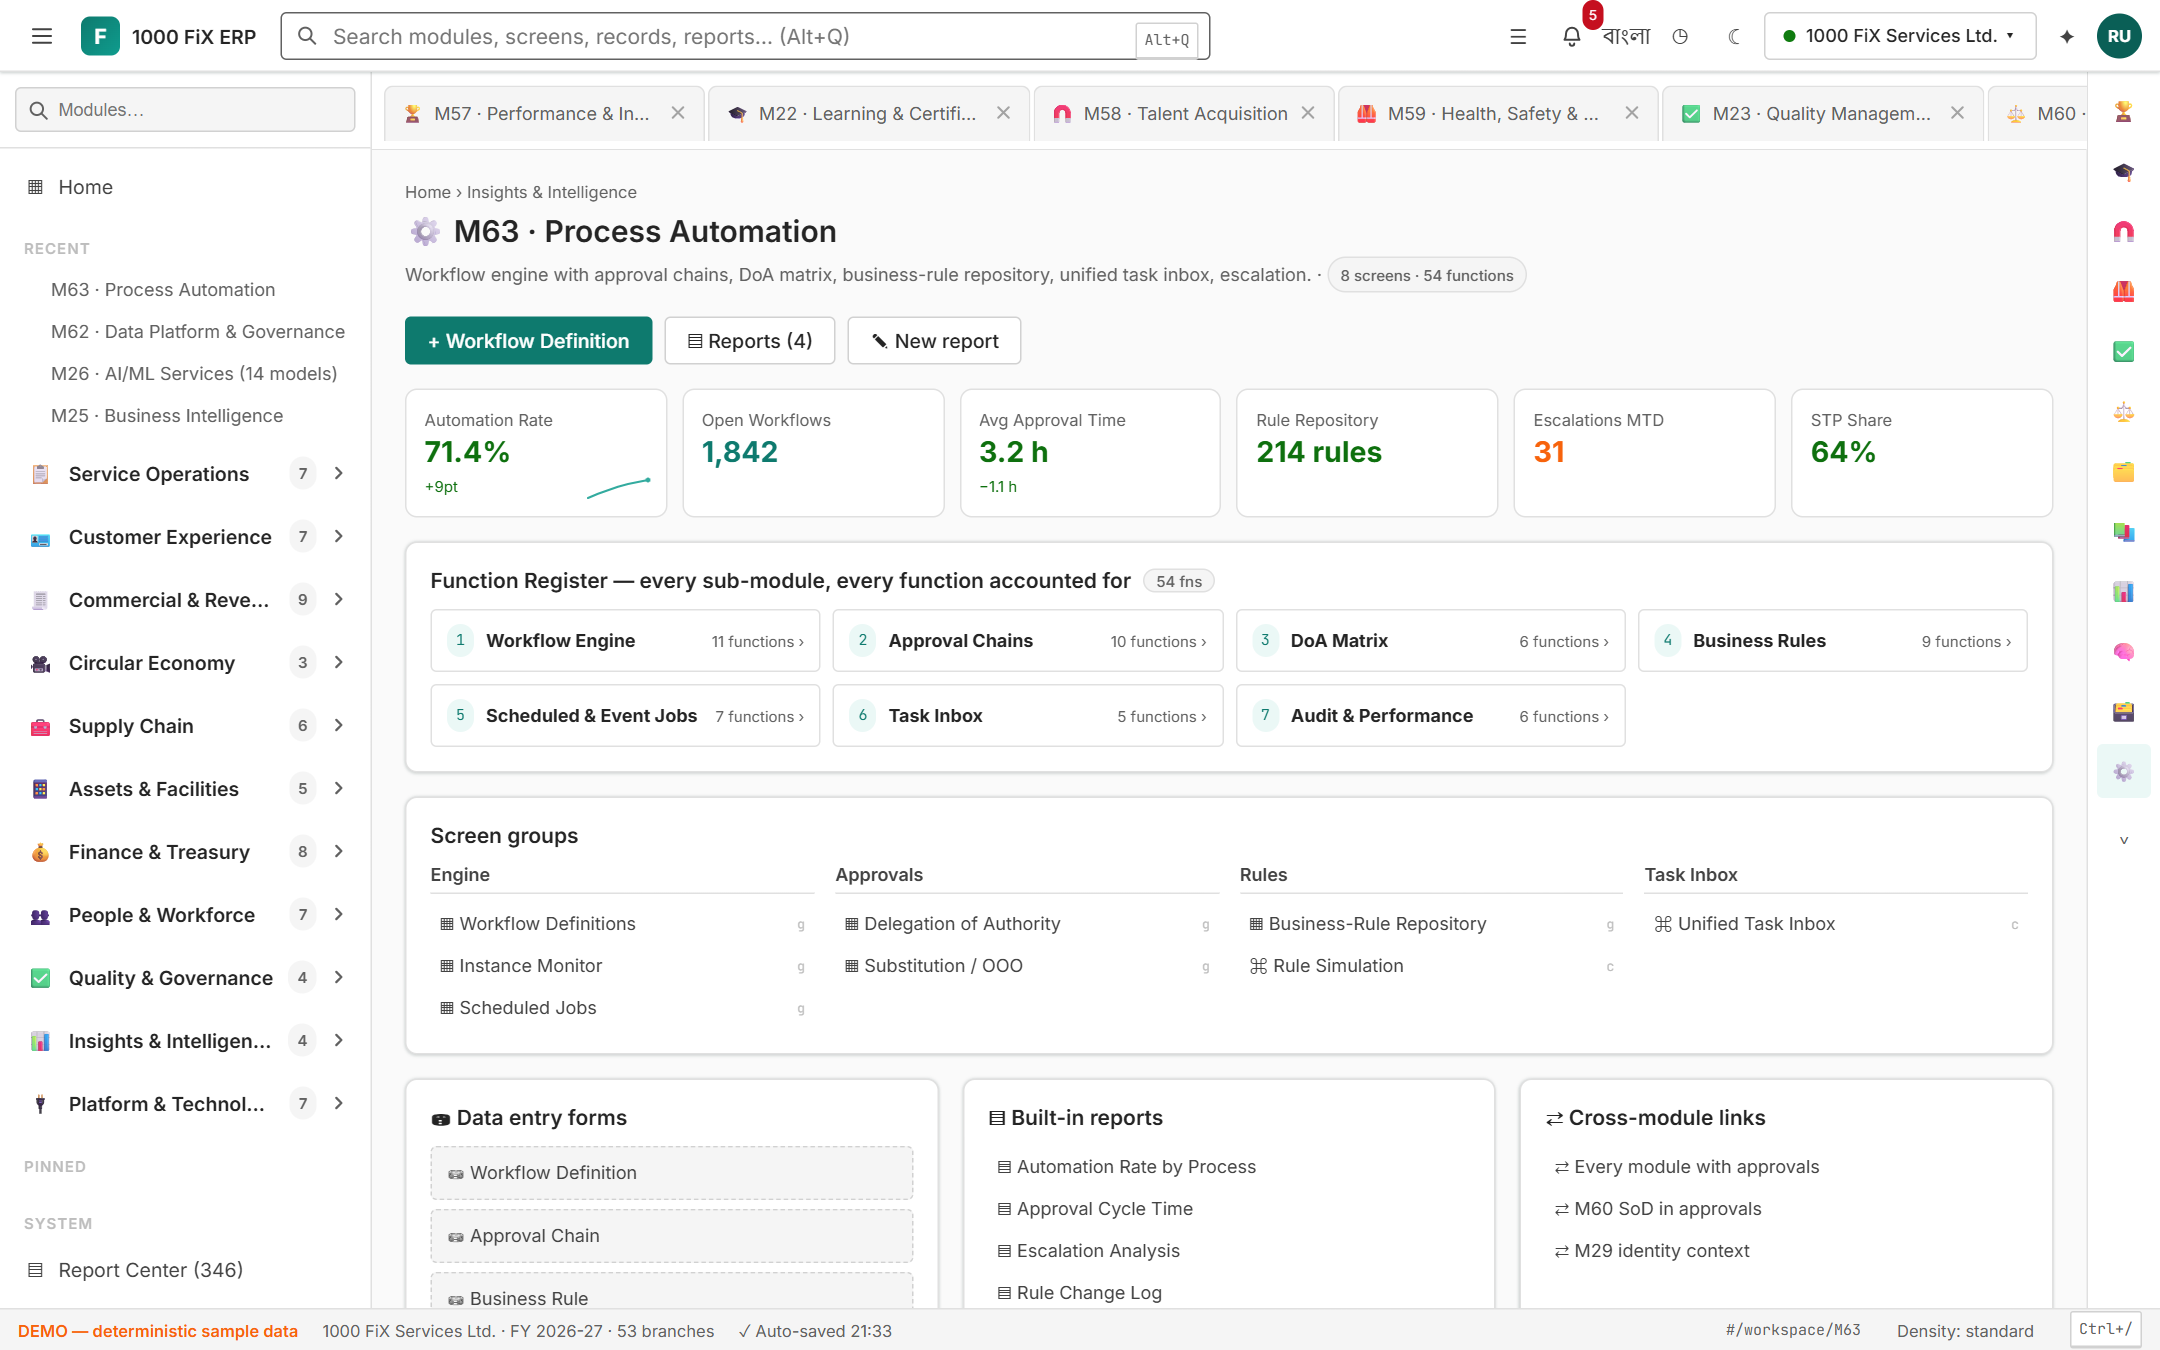 F 1000 FiX ERP
Search modules, screens, records, reports... (Alt+Q)
Alt+Q
5
বাংলা
1000 FiX Services Ltd.
RU
Modules...
M57 · Performance & In...
M22 · Learning & Certifi...
M58 · Talent Acquisition
M59 · Health, Safety & ...
M23 · Quality Managem...
M60 ·
Home
RECENT
M63 · Process Automation
M62 · Data Platform & Governance
M26 · AI/ML Services (14 models)
M25 · Business Intelligence
Service Operations 7
Customer Experience 7
Commercial & Reve... 9
Circular Economy 3
Supply Chain 6
Assets & Facilities 5
Finance & Treasury 8
People & Workforce 7
Quality & Governance 4
Insights & Intelligen... 4
Platform & Technol... 7
PINNED
SYSTEM
Report Center (346)
Home › Insights & Intelligence
M63 · Process Automation
Workflow engine with approval chains, DoA matrix, business-rule repository, unified task inbox, escalation. · 8 screens · 54 functions
+ Workflow Definition
Reports (4)
New report
Automation Rate
71.4%
+9pt
Open Workflows
1,842
Avg Approval Time
3.2 h
−1.1 h
Rule Repository
214 rules
Escalations MTD
31
STP Share
64%
Function Register — every sub-module, every function accounted for 54 fns
1 Workflow Engine 11 functions ›
2 Approval Chains 10 functions ›
3 DoA Matrix 6 functions ›
4 Business Rules 9 functions ›
5 Scheduled & Event Jobs 7 functions ›
6 Task Inbox 5 functions ›
7 Audit & Performance 6 functions ›
Screen groups
Engine
Workflow Definitions g
Instance Monitor g
Scheduled Jobs g
Approvals
Delegation of Authority g
Substitution / OOO g
Rules
Business-Rule Repository g
Rule Simulation c
Task Inbox
Unified Task Inbox c
Data entry forms
Workflow Definition
Approval Chain
Business Rule
Built-in reports
Automation Rate by Process
Approval Cycle Time
Escalation Analysis
Rule Change Log
Cross-module links
Every module with approvals
M60 SoD in approvals
M29 identity context
DEMO — deterministic sample data
1000 FiX Services Ltd. · FY 2026-27 · 53 branches
✓ Auto-saved 21:33
#/workspace/M63
Density: standard
Ctrl+/